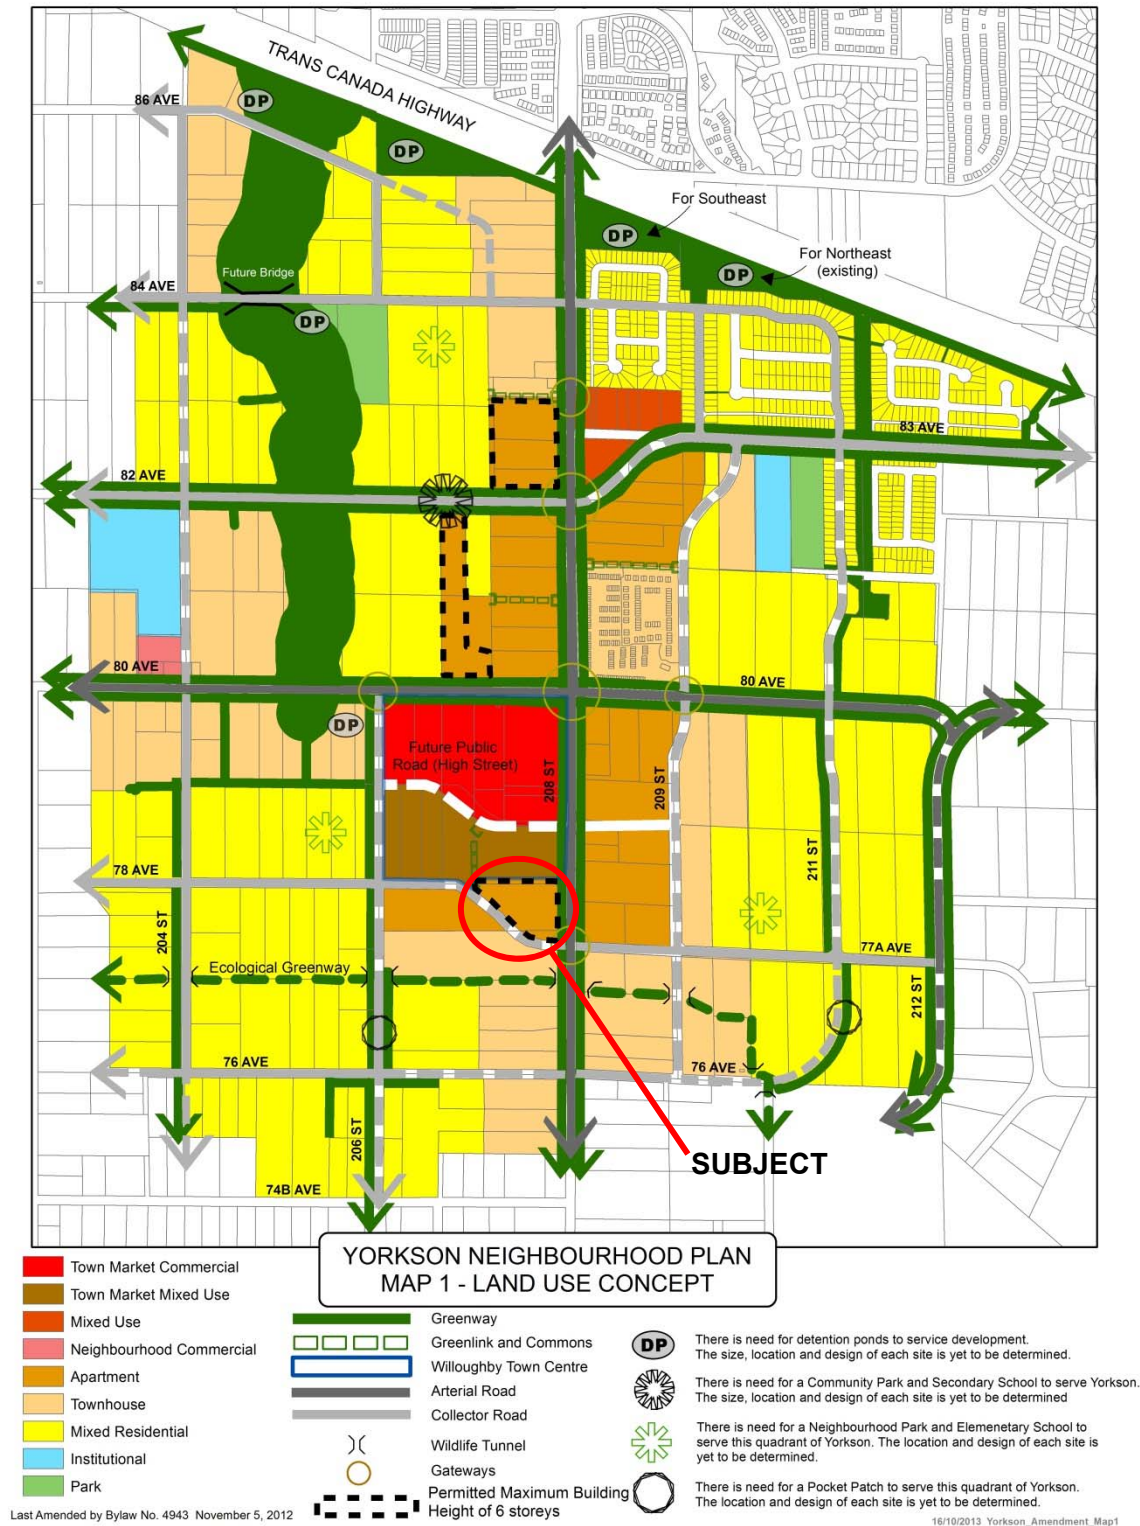 TRANS CANADA HIGHWAY
86 AVE
DP
DP
For Southeast
DP
For Northeast
(existing)
DP
Future Bridge
84 AVE
DP
83 AVE
82 AVE
80 AVE
80 AVE
DP
Future Public
Road (High Street)
208 ST
209 ST
211 ST
78 AVE
204 ST
77A AVE
Ecological Greenway
212 ST
76 AVE
76 AVE
206 ST
SUBJECT
74B AVE
YORKSON NEIGHBOURHOOD PLAN
MAP 1 - LAND USE CONCEPT
Town Market Commercial
Town Market Mixed Use
Mixed Use
Neighbourhood Commercial
Apartment
Townhouse
Mixed Residential
Institutional
Park
Greenway
Greenlink and Commons
Willoughby Town Centre
Arterial Road
Collector Road
Wildlife Tunnel
Gateways
Permitted Maximum Building
Height of 6 storeys
DP
There is need for detention ponds to service development.
The size, location and design of each site is yet to be determined.
There is need for a Community Park and Secondary School to serve Yorkson.
The size, location and design of each site is yet to be determined
There is need for a Neighbourhood Park and Elemenetary School to
serve this quadrant of Yorkson. The location and design of each site is
yet to be determined.
There is need for a Pocket Patch to serve this quadrant of Yorkson.
The location and design of each site is yet to be determined.
Last Amended by Bylaw No. 4943 November 5, 2012
16/10/2013 Yorkson_Amendment_Map1